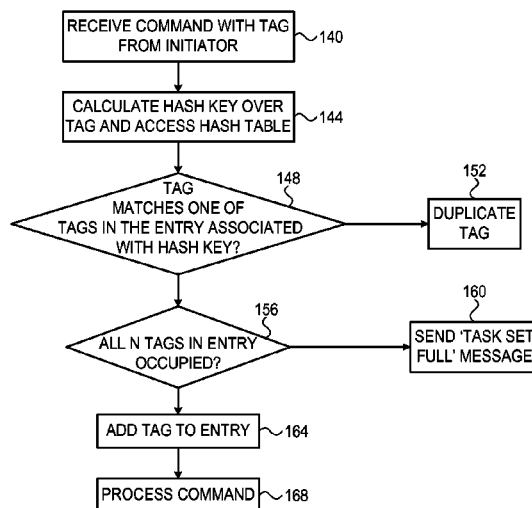 RECEIVE COMMAND WITH TAG
FROM INITIATOR
140
CALCULATE HASH KEY OVER
TAG AND ACCESS HASH TABLE
144
TAG
MATCHES ONE OF
TAGS IN THE ENTRY ASSOCIATED
WITH HASH KEY?
148
152
DUPLICATE
TAG
156
ALL N TAGS IN ENTRY
OCCUPIED?
160
SEND 'TASK SET
FULL' MESSAGE
ADD TAG TO ENTRY
164
PROCESS COMMAND
168